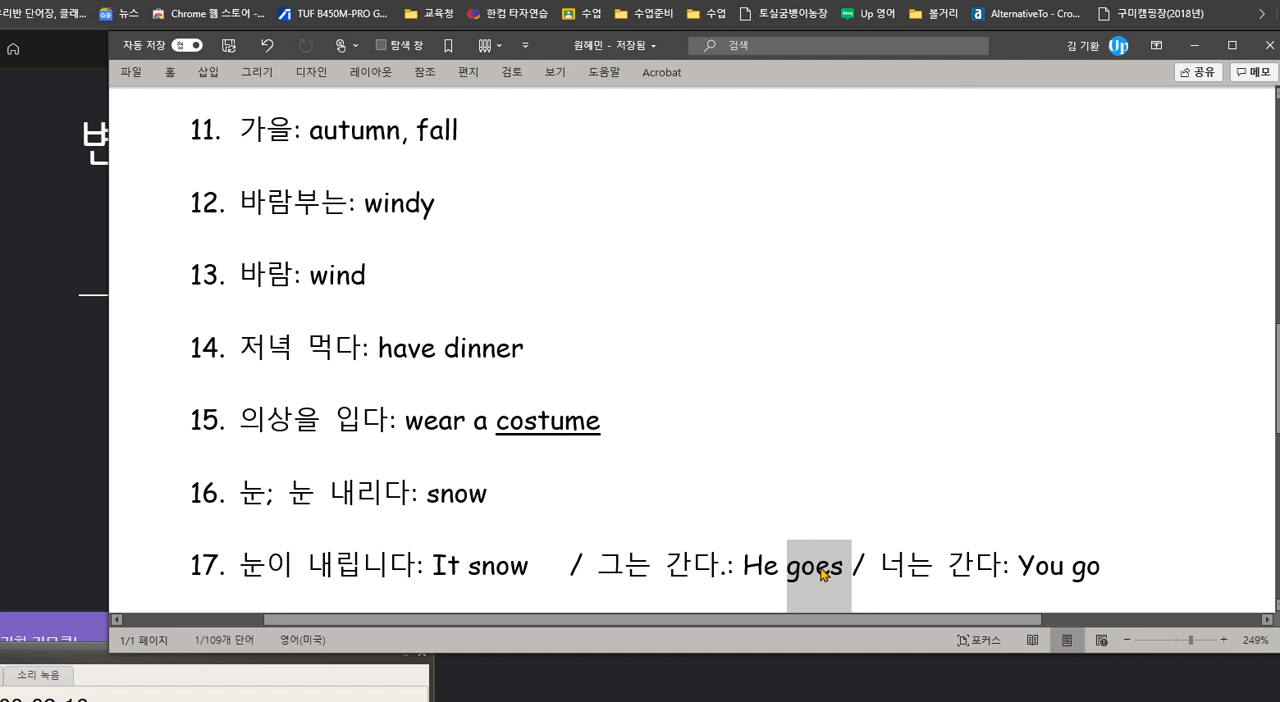 우리반 단어장, 클래... 뉴스 Chrome 웹 스토어 -... TUF B450M-PRO G... 교육청 한컴 타자연습 수업 수업준비 수업 토실굼벵이농장 Up 영어 볼거리 AlternativeTo - Cro... 구미캠핑장(2018년)
자동 저장 탐색 창 원혜민 - 저장됨 검색 김 기환 Up
파일 홈 삽입 그리기 디자인 레이아웃 참조 편지 검토 보기 도움말 Acrobat 공유 메모
11. 가을: autumn, fall
12. 바람부는: windy
13. 바람: wind
14. 저녁 먹다: have dinner
15. 의상을 입다: wear a costume
16. 눈; 눈 내리다: snow
17. 눈이 내립니다: It snow / 그는 간다.: He goes / 너는 간다: You go
1/1 페이지 1/109개 단어 영어(미국) 포커스 249%
소리 녹음